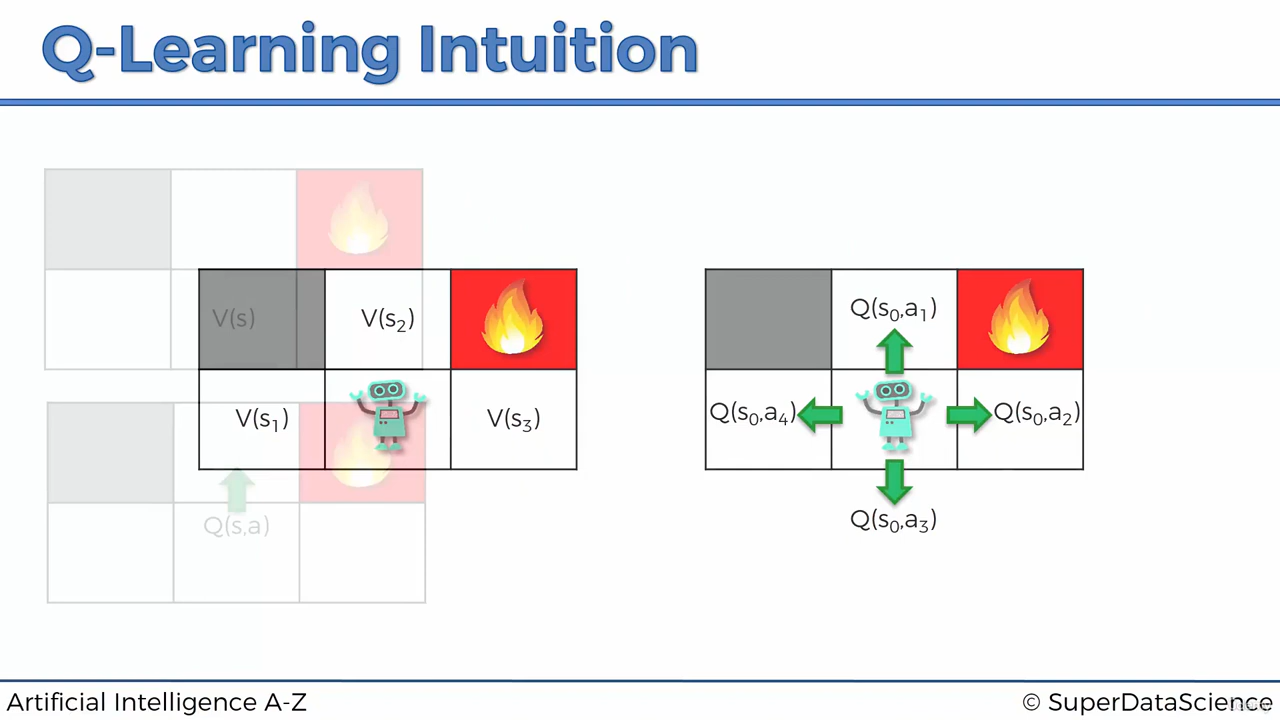 Q-Learning Intuition
V(s)
V(s₂)
V(s₁)
V(s₃)
Q(s,a)
Q(s₀,a₁)
Q(s₀,a₄)
Q(s₀,a₂)
Q(s₀,a₃)
Artificial Intelligence A-Z
© SuperDataScience